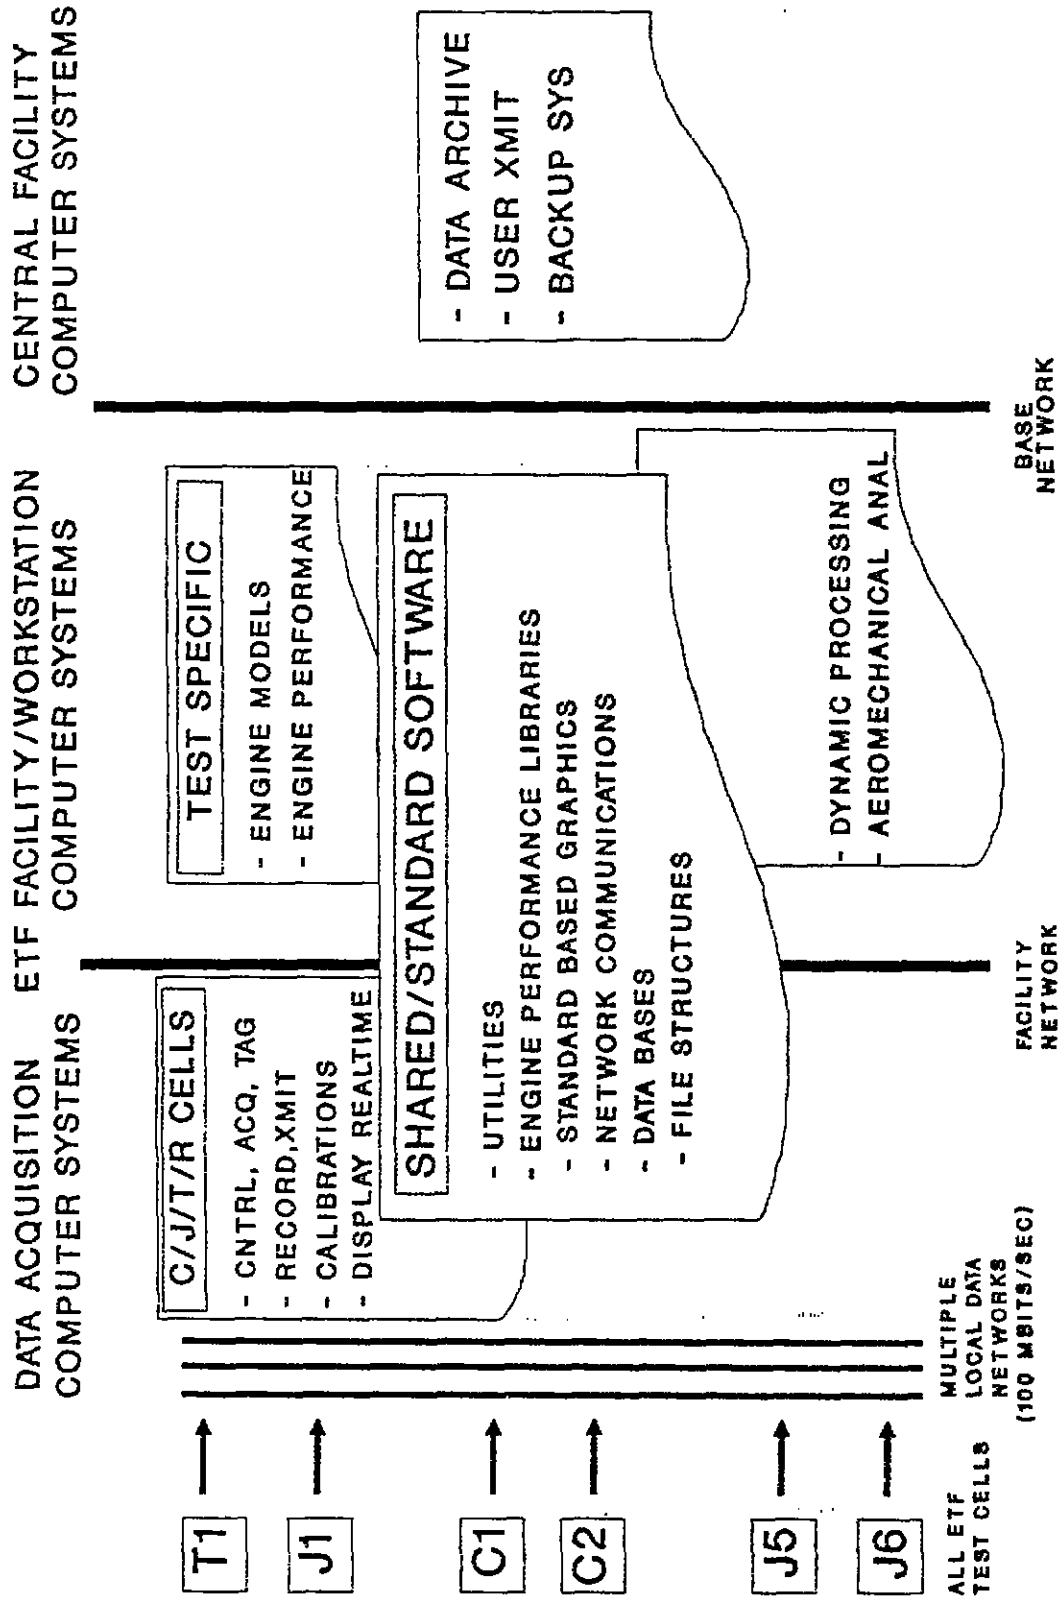 DATA ACQUISITION
COMPUTER SYSTEMS
ETF FACILITY/WORKSTATION
COMPUTER SYSTEMS
CENTRAL FACILITY
COMPUTER SYSTEMS
T1
J1
C1
C2
J5
J6
ALL ETF
TEST CELLS
MULTIPLE
LOCAL DATA
NETWORKS
(100 MBITS/SEC)
C/J/T/R CELLS
- CNTRL, ACQ, TAG
- RECORD,XMIT
- CALIBRATIONS
- DISPLAY REALTIME
SHARED/STANDARD SOFTWARE
- UTILITIES
- ENGINE PERFORMANCE LIBRARIES
- STANDARD BASED GRAPHICS
- NETWORK COMMUNICATIONS
- DATA BASES
- FILE STRUCTURES
TEST SPECIFIC
- ENGINE MODELS
- ENGINE PERFORMANCE
- DYNAMIC PROCESSING
- AEROMECHANICAL ANAL
- DATA ARCHIVE
- USER XMIT
- BACKUP SYS
FACILITY
NETWORK
BASE
NETWORK